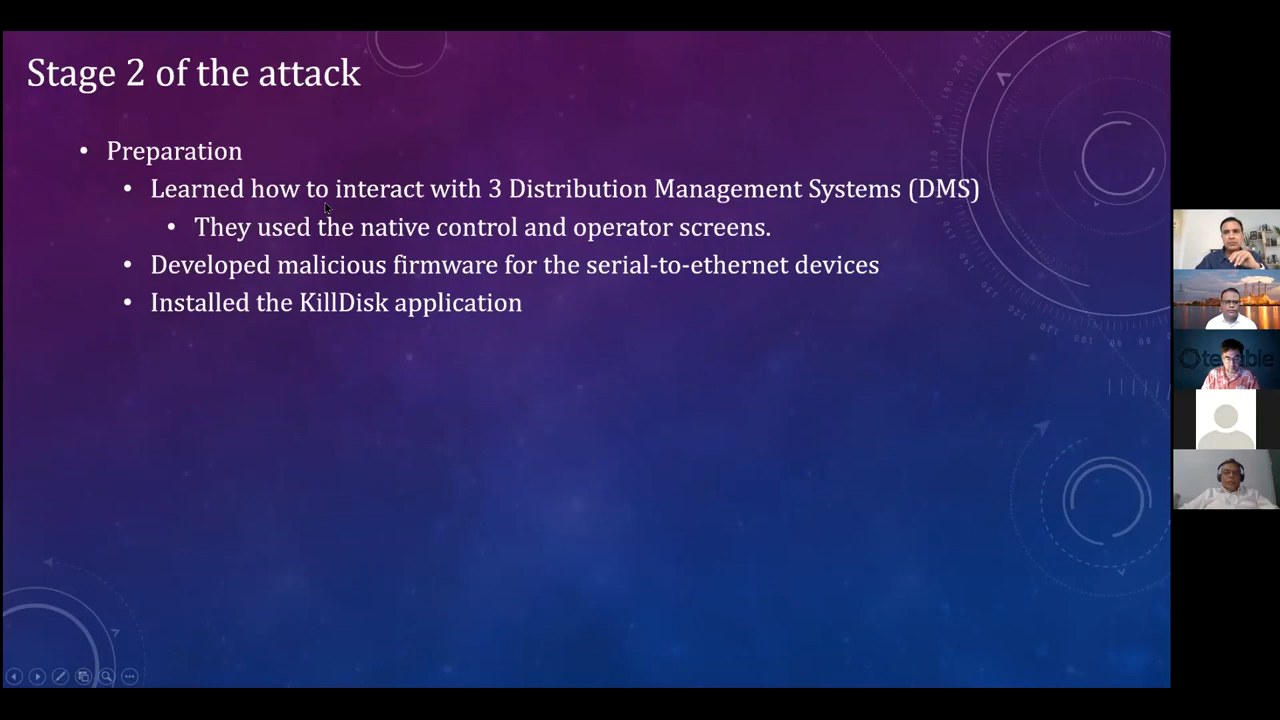 Stage 2 of the attack
• Preparation
• Learned how to interact with 3 Distribution Management Systems (DMS)
• They used the native control and operator screens.
• Developed malicious firmware for the serial-to-ethernet devices
• Installed the KillDisk application